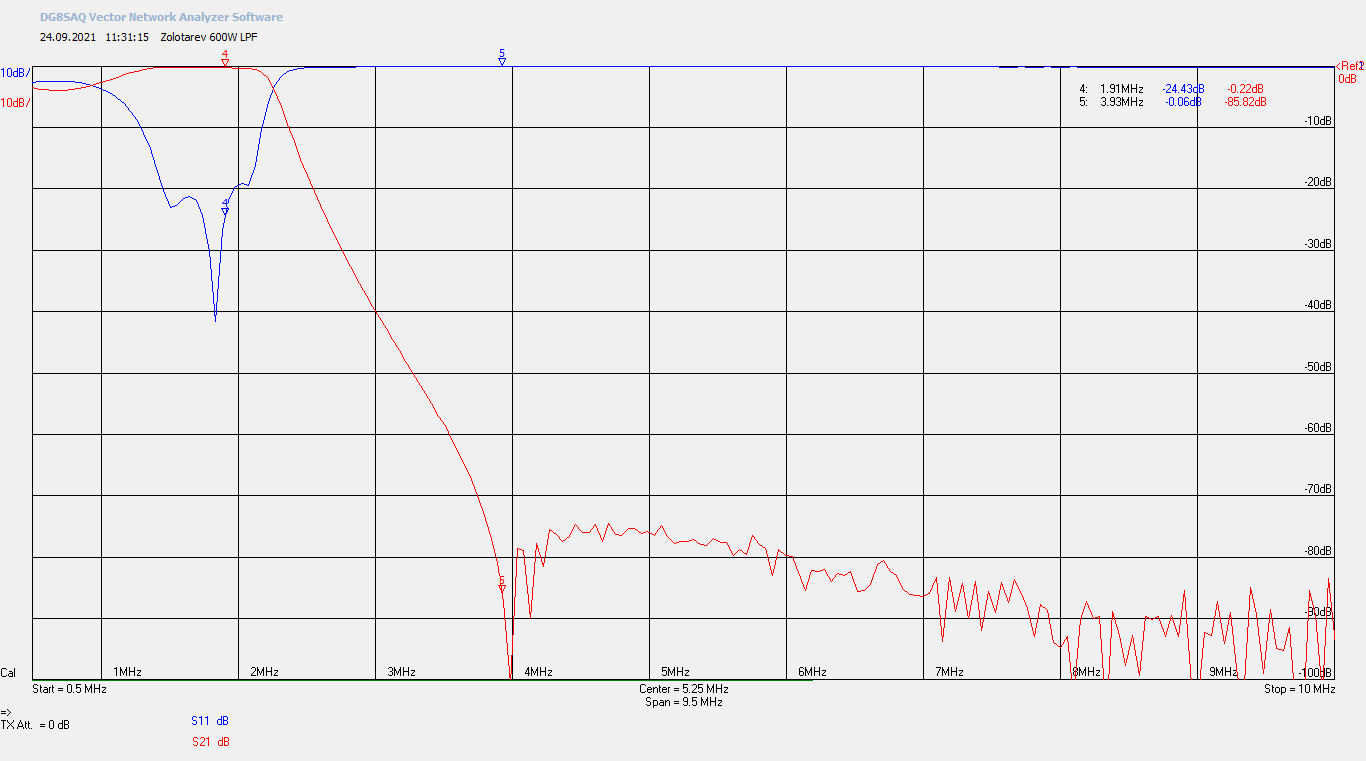 DG8SAQ Vector Network Analyzer Software
24.09.2021 11:31:15 Zolotarev 600W LPF
4 5
10dB/ <Ref1
0dB
4: 1.91MHz -24.43dB -0.22dB
10dB/ 5: 3.93MHz -0.06dB -85.82dB
-10dB
-20dB
4
-30dB
-40dB
-50dB
-60dB
-70dB
-80dB
5
-90dB
Cal 1MHz 2MHz 3MHz 4MHz 5MHz 6MHz 7MHz 8MHz 9MHz -100dB
Start = 0.5 MHz Center = 5.25 MHz Stop = 10 MHz
Span = 9.5 MHz
=>
TX Att. = 0 dB S11 dB
S21 dB